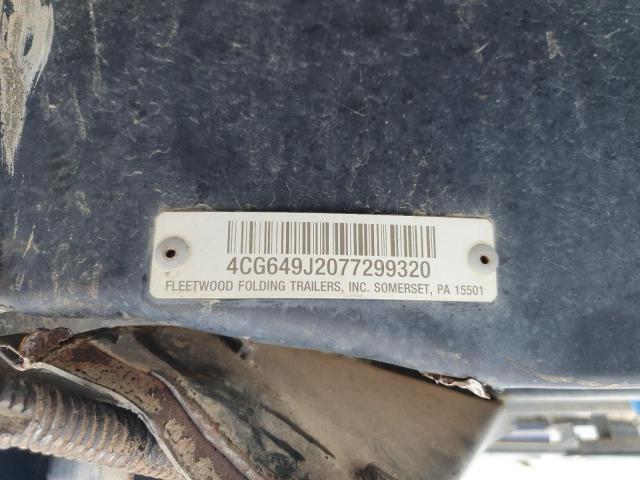 4CG649J2077299320
FLEETWOOD FOLDING TRAILERS, INC. SOMERSET, PA 15501